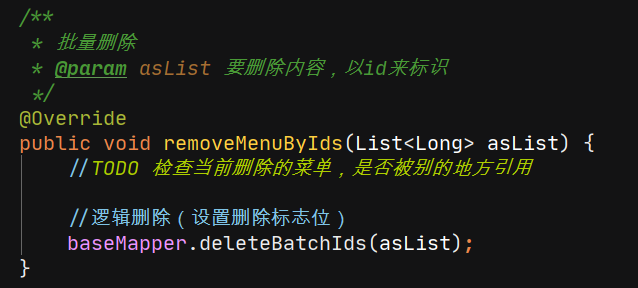 /**
 * 批量删除
 * @param asList 要删除内容，以id来标识
 */
@Override
public void removeMenuByIds(List<Long> asList) {
    //TODO 检查当前删除的菜单，是否被别的地方引用
    //逻辑删除（设置删除标志位）
    baseMapper.deleteBatchIds(asList);
}